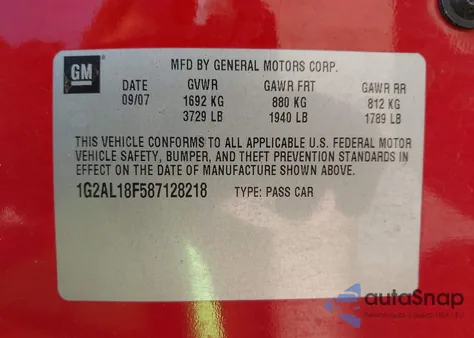 GM
MFD BY GENERAL MOTORS CORP.
DATE GVWR GAWR FRT GAWR RR
09/07 1692 KG 880 KG 812 KG
3729 LB 1940 LB 1789 LB
THIS VEHICLE CONFORMS TO ALL APPLICABLE U.S. FEDERAL MOTOR
VEHICLE SAFETY, BUMPER, AND THEFT PREVENTION STANDARDS IN
EFFECT ON THE DATE OF MANUFACTURE SHOWN ABOVE.
1G2AL18F587128218 TYPE: PASS CAR
autoSnap